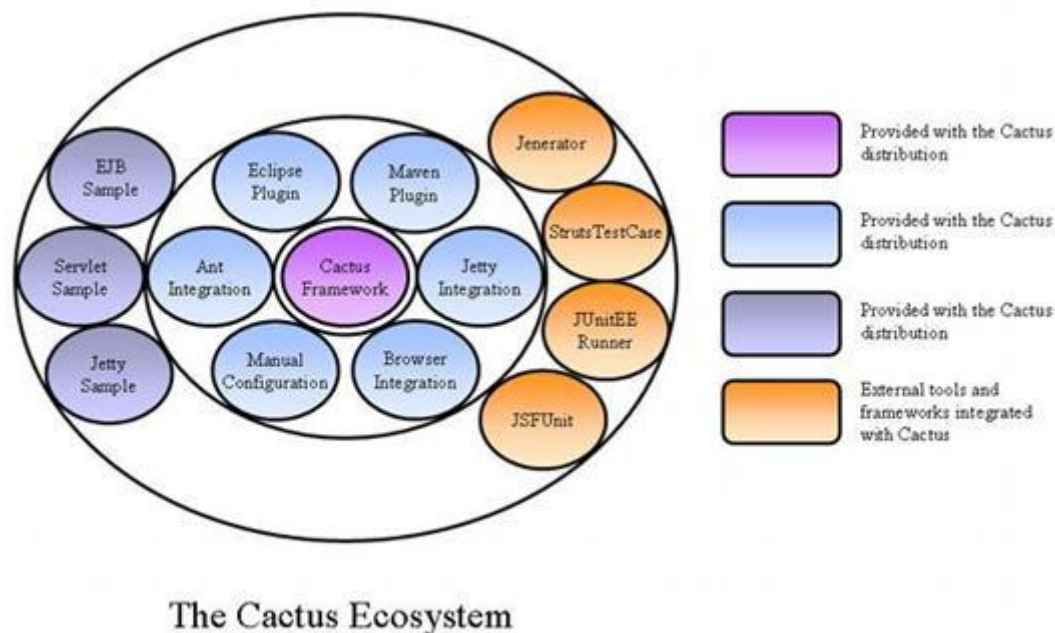 Jenerator
EJB
Sample
Eclipse
Plugin
Maven
Plugin
StrutsTestCase
Servlet
Sample
Ant
Integration
Cactus
Framework
Jetty
Integration
JUnitEE
Runner
Jetty
Sample
Manual
Configuration
Browser
Integration
JSFUnit
Provided with the Cactus
distribution
Provided with the Cactus
distribution
Provided with the Cactus
distribution
External tools and
frameworks integrated
with Cactus
The Cactus Ecosystem